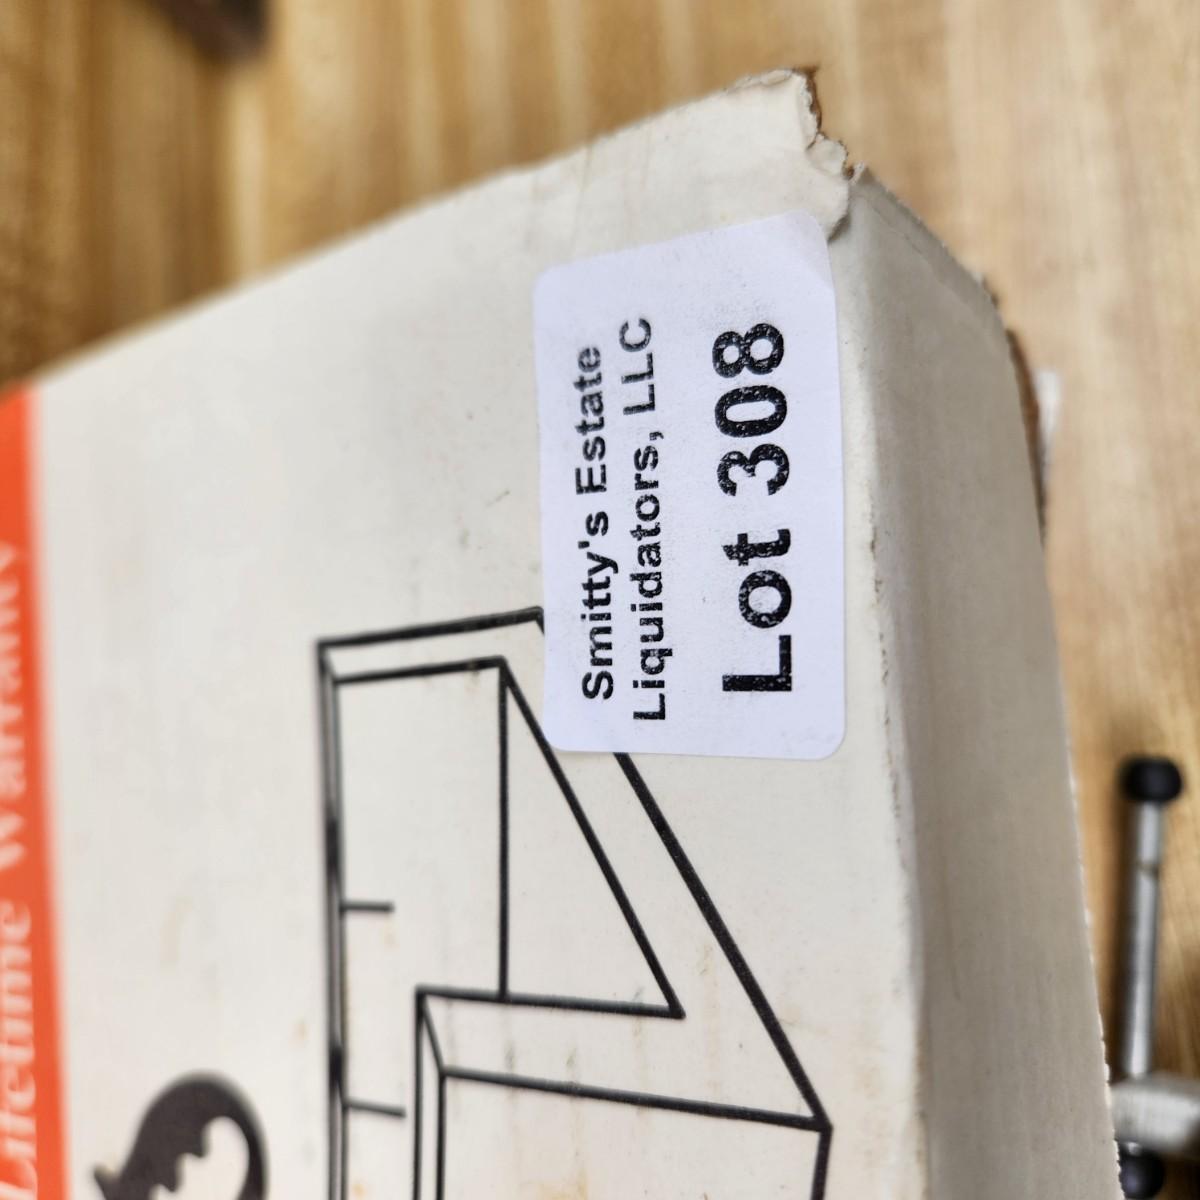 Smitty's Estate
Liquidators, LLC
Lot 308
Lifetime Warranty